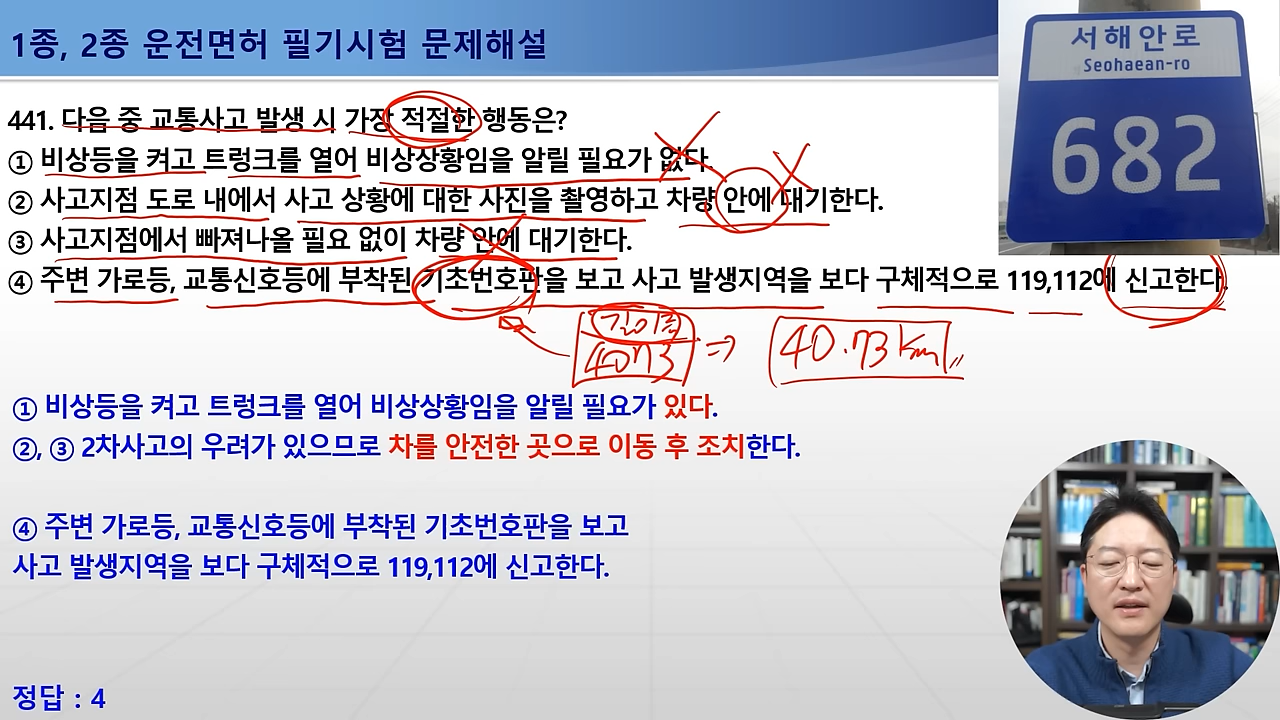 1종, 2종 운전면허 필기시험 문제해설
서해안로
Seohaean-ro
682
441. 다음 중 교통사고 발생 시 가장 적절한 행동은?
① 비상등을 켜고 트렁크를 열어 비상상황임을 알릴 필요가 없다.
② 사고지점 도로 내에서 사고 상황에 대한 사진을 촬영하고 차량 안에 대기한다.
③ 사고지점에서 빠져나올 필요 없이 차량 안에 대기한다.
④ 주변 가로등, 교통신호등에 부착된 기초번호판을 보고 사고 발생지역을 보다 구체적으로 119,112에 신고한다.
4073 ⇒ 40.73km
① 비상등을 켜고 트렁크를 열어 비상상황임을 알릴 필요가 있다.
②, ③ 2차사고의 우려가 있으므로 차를 안전한 곳으로 이동 후 조치한다.
④ 주변 가로등, 교통신호등에 부착된 기초번호판을 보고
사고 발생지역을 보다 구체적으로 119,112에 신고한다.
정답 : 4